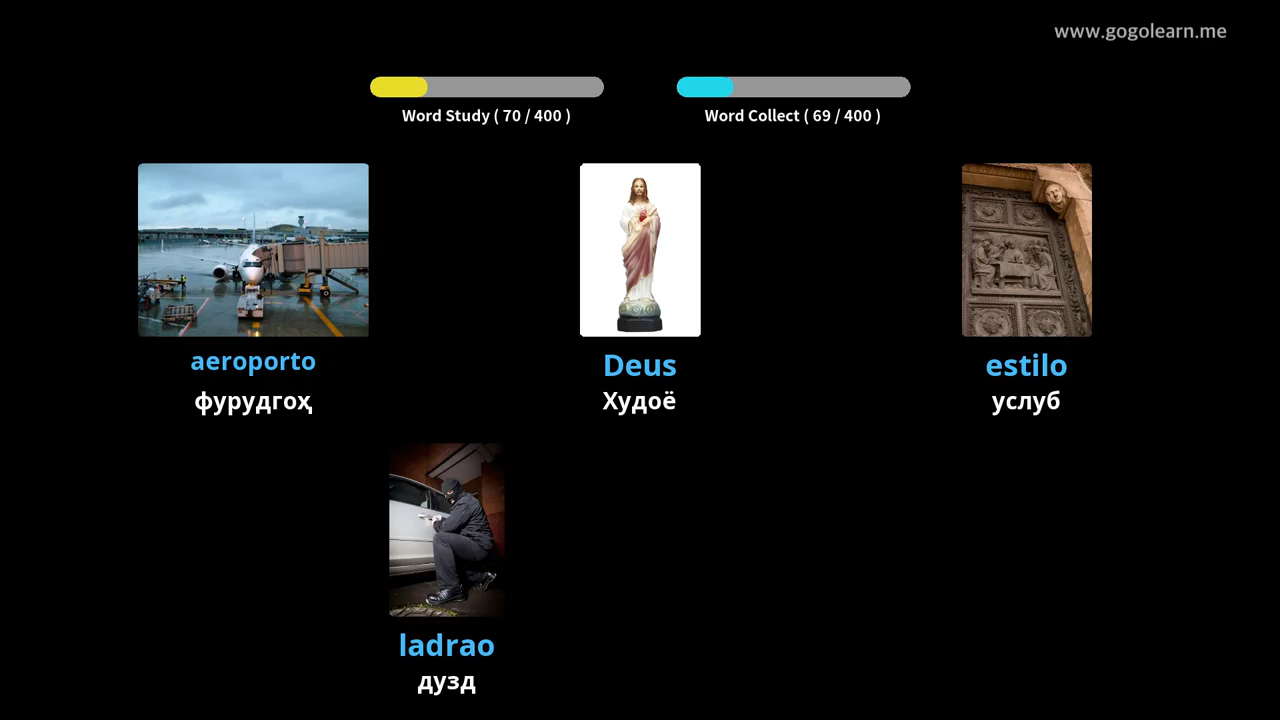 www.gogolearn.me
Word Study ( 70 / 400 )
Word Collect ( 69 / 400 )
aeroporto
фурудгоҳ
Deus
Худоё
estilo
услуб
ladrao
дузд